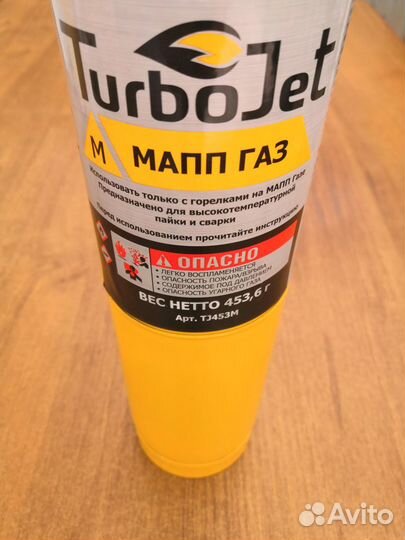 TurboJet
М МАПП ГАЗ
Использовать только с горелками на МАПП Газе
Предназначено для высокотемпературной
пайки и сварки
Перед использованием прочитайте инструкцию
ОПАСНО
• ЛЕГКО ВОСПЛАМЕНЯЕТСЯ
• ОПАСНОСТЬ ПОЖАРА/ВЗРЫВА
• СОДЕРЖИМОЕ ПОД ДАВЛЕНИЕМ
• ОПАСНОСТЬ УГАРНОГО ГАЗА
ВЕС НЕТТО 453,6 г
Арт. TJ453M
Avito